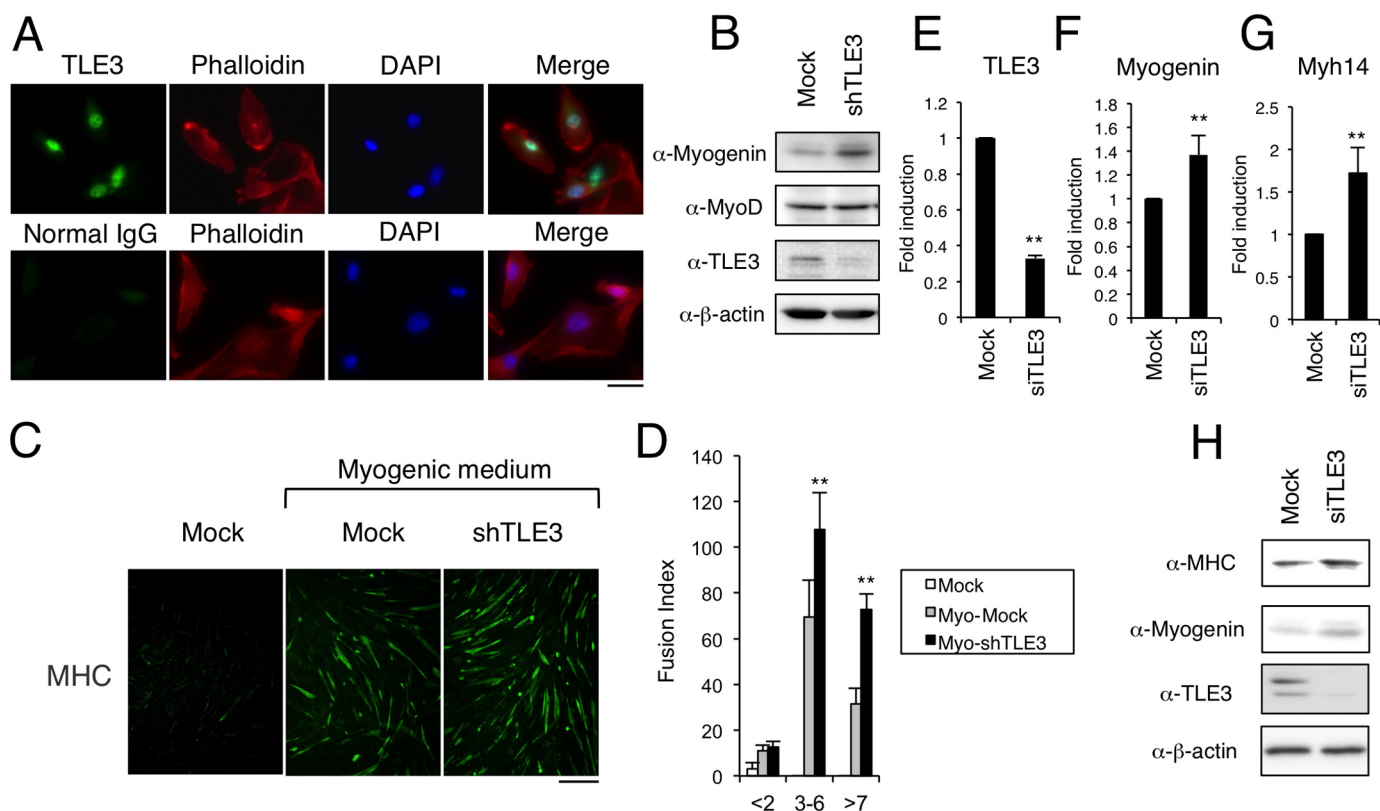 A
TLE3 Phalloidin DAPI Merge
Normal IgG Phalloidin DAPI Merge
B
Mock shTLE3
α-Myogenin
α-MyoD
α-TLE3
α-β-actin
E
TLE3
Fold induction
1.2
1
0.8
0.6
0.4
0.2
0
**
Mock siTLE3
F
Myogenin
Fold induction
1.8
1.6
1.4
1.2
1
0.8
0.6
0.4
0.2
0
**
Mock siTLE3
G
Myh14
Fold induction
2.5
2
1.5
1
0.5
0
**
Mock siTLE3
C
Myogenic medium
Mock Mock shTLE3
MHC
D
Fusion Index
140
120
100
80
60
40
20
0
**
**
<2 3-6 >7
Mock
Myo-Mock
Myo-shTLE3
H
Mock siTLE3
α-MHC
α-Myogenin
α-TLE3
α-β-actin